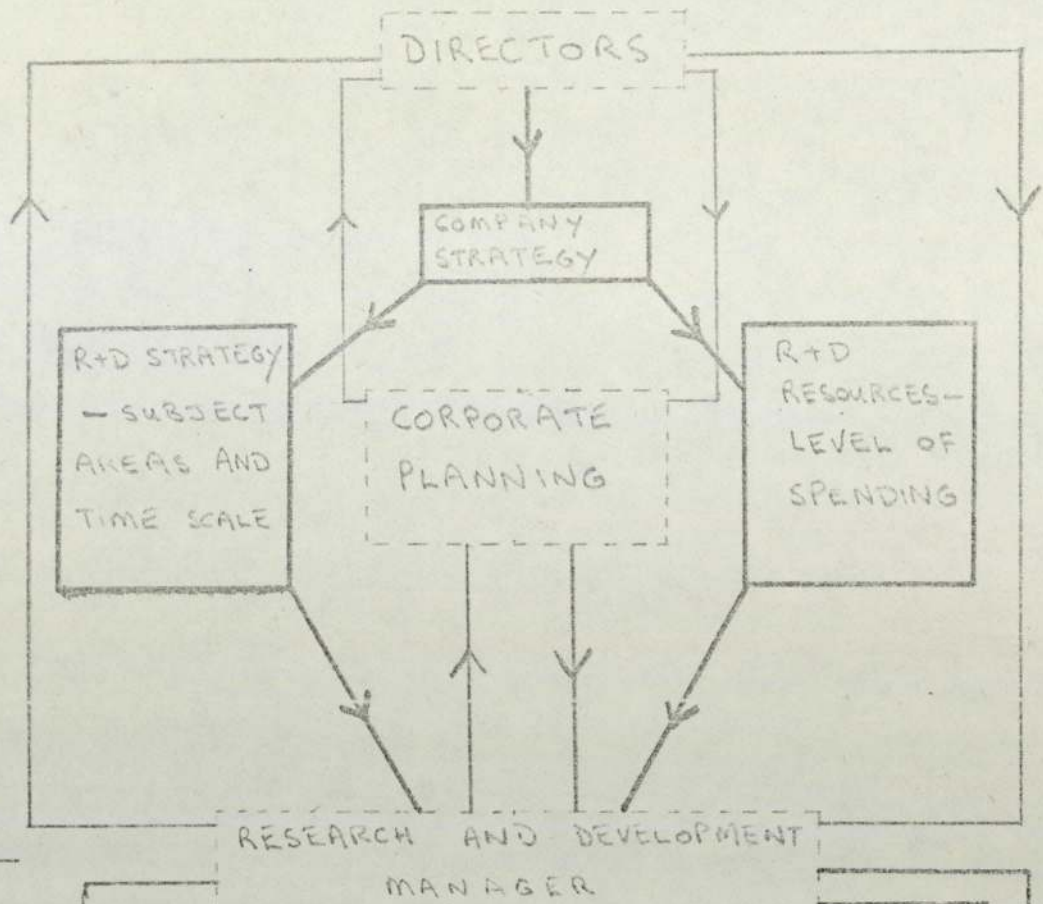 DIRECTORS
COMPANY
STRATEGY
R+D STRATEGY
— SUBJECT
AREAS AND
TIME SCALE
CORPORATE
PLANNING
R+D
RESOURCES—
LEVEL OF
SPENDING
RESEARCH AND DEVELOPMENT
MANAGER